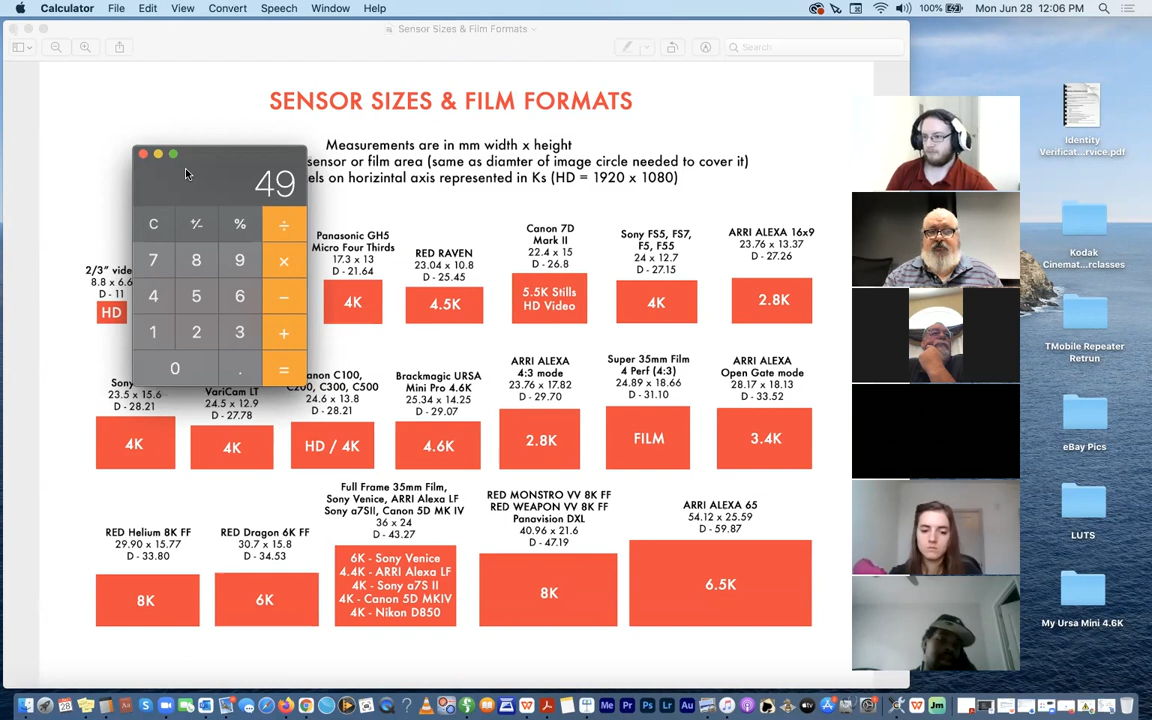 Calculator File Edit View Convert Speech Window Help
100% Mon Jun 28 12:06 PM
Sensor Sizes & Film Formats
Search
SENSOR SIZES & FILM FORMATS
Measurements are in mm width x height
sensor or film area (same as diamter of image circle needed to cover it)
els on horizintal axis represented in Ks (HD = 1920 x 1080)
49
C +/- % ÷
7 8 9 ×
4 5 6 −
1 2 3 +
0 . =
2/3” vide
8.8 x 6.6
D - 11
HD
Panasonic GH5
Micro Four Thirds
17.3 x 13
D - 21.64
4K
RED RAVEN
23.04 x 10.8
D - 25.45
4.5K
Canon 7D
Mark II
22.4 x 15
D - 26.8
5.5K Stills
HD Video
Sony FS5, FS7,
F5, F55
24 x 12.7
D - 27.15
4K
ARRI ALEXA 16x9
23.76 x 13.37
D - 27.26
2.8K
Sony
23.5 x 15.6
D - 28.21
4K
VariCam LT
24.5 x 12.9
D - 27.78
4K
anon C100,
C200, C300, C500
24.6 x 13.8
D - 28.21
HD / 4K
Brackmagic URSA
Mini Pro 4.6K
25.34 x 14.25
D - 29.07
4.6K
ARRI ALEXA
4:3 mode
23.76 x 17.82
D - 29.70
2.8K
Super 35mm Film
4 Perf (4:3)
24.89 x 18.66
D - 31.10
FILM
ARRI ALEXA
Open Gate mode
28.17 x 18.13
D - 33.52
3.4K
RED Helium 8K FF
29.90 x 15.77
D - 33.80
8K
RED Dragon 6K FF
30.7 x 15.8
D - 34.53
6K
Full Frame 35mm Film,
Sony Venice, ARRI Alexa LF
Sony a7SII, Canon 5D MK IV
36 x 24
D - 43.27
6K - Sony Venice
4.4K - ARRI Alexa LF
4K - Sony a7S II
4K - Canon 5D MKIV
4K - Nikon D850
RED MONSTRO VV 8K FF
RED WEAPON VV 8K FF
Panavision DXL
40.96 x 21.6
D - 47.19
8K
ARRI ALEXA 65
54.12 x 25.59
D - 59.87
6.5K
Identity
Verificat...rvice.pdf
Kodak
Cinemat...rclasses
TMobile Repeater
Retrun
eBay Pics
LUTS
My Ursa Mini 4.6K
Me Pr Ps Lr Au
Jm